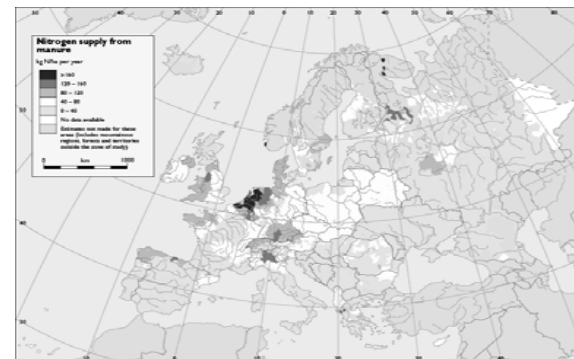 Nitrogen supply from
manure
kg N/ha per year
>160
120 – 160
80 – 120
40 – 80
0 – 40
No data available
Estimates not made for these
areas (includes mountainous
regions, forests and territories
outside the zone of study)
0 km 1000